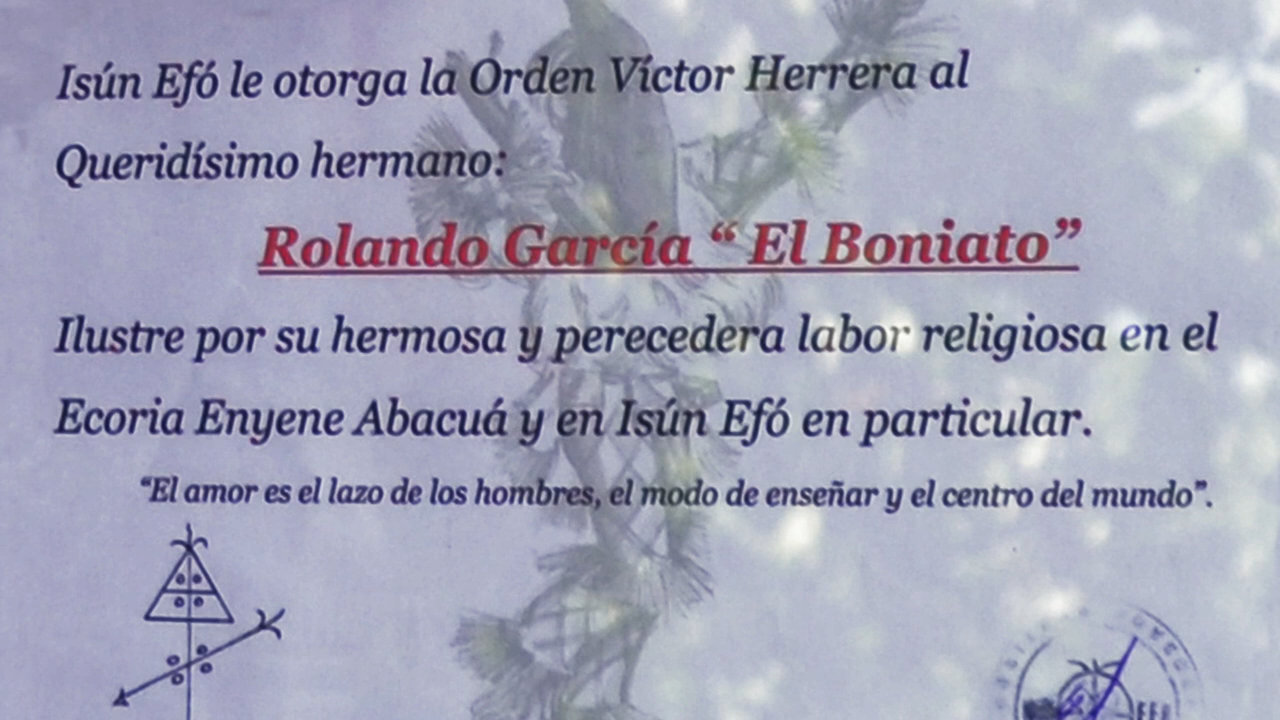 Isún Efó le otorga la Orden Víctor Herrera al
Queridísimo hermano:
Rolando García “ El Boniato”
Ilustre por su hermosa y perecedera labor religiosa en el
Ecoria Enyene Abacuá y en Isún Efó en particular.
“El amor es el lazo de los hombres, el modo de enseñar y el centro del mundo”.